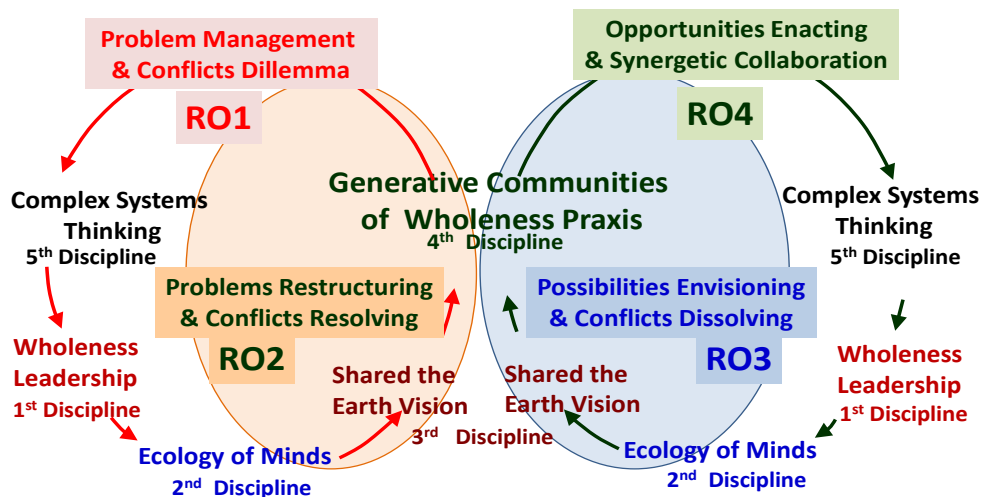 Problem Management
& Conflicts Dilemma
RO1
Opportunities Enacting
& Synergetic Collaboration
RO4
Complex Systems
Thinking
5th Discipline
Generative Communities
of Wholeness Praxis
4th Discipline
Complex Systems
Thinking
5th Discipline
Problems Restructuring
& Conflicts Resolving
RO2
Possibilities Envisioning
& Conflicts Dissolving
RO3
Wholeness
Leadership
1st Discipline
Shared the
Earth Vision
Shared the
Earth Vision
3rd Discipline
Wholeness
Leadership
1st Discipline
Ecology of Minds
2nd Discipline
Ecology of Minds
2nd Discipline